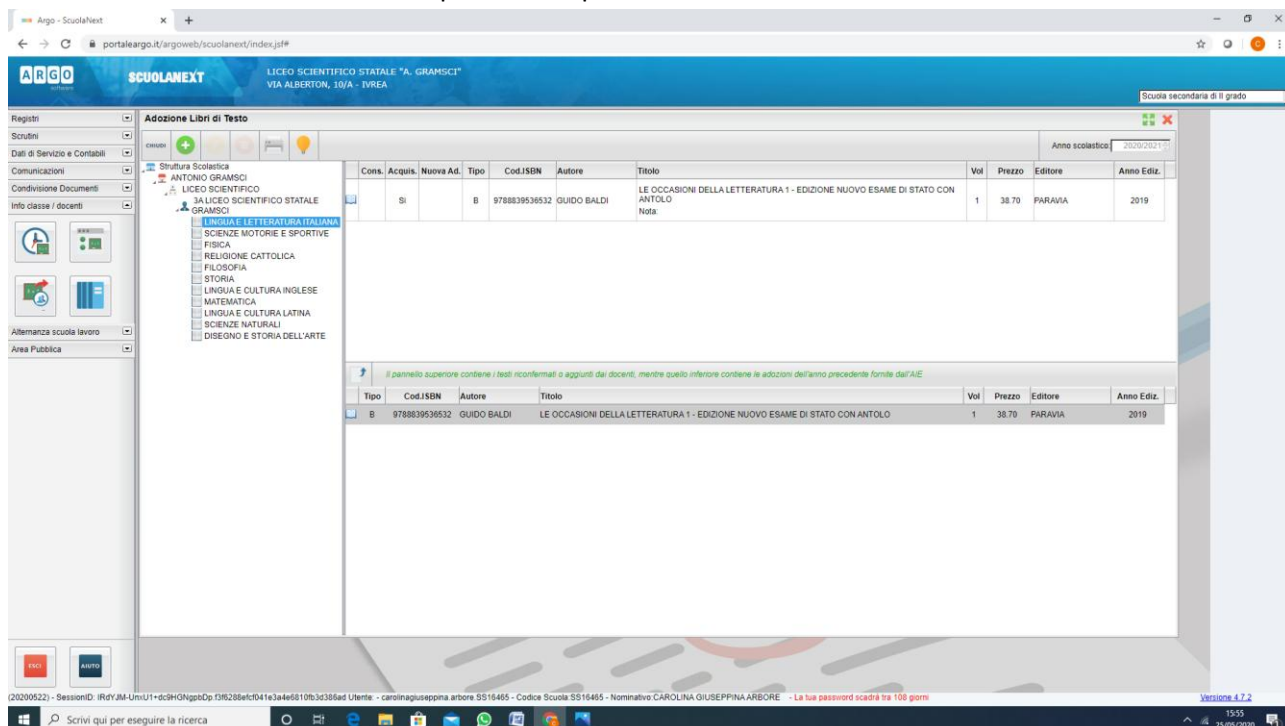 Argo - ScuolaNext
portaleargo.it/argoweb/scuolanext/index.jsf#
ARGO
software
SCUOLANEXT
LICEO SCIENTIFICO STATALE "A. GRAMSCI"
VIA ALBERTON, 10/A - IVREA
Scuola secondaria di II grado
Registri
Scrutini
Dati di Servizio e Contabili
Comunicazioni
Condivisione Documenti
Info classe / docenti
Alternanza scuola lavoro
Area Pubblica
ESCI
AIUTO
Adozione Libri di Testo
CHIUDI
Anno scolastico 2020/2021
Struttura Scolastica
ANTONIO GRAMSCI
LICEO SCIENTIFICO
3A LICEO SCIENTIFICO STATALE
GRAMSCI
LINGUA E LETTERATURA ITALIANA
SCIENZE MOTORIE E SPORTIVE
FISICA
RELIGIONE CATTOLICA
FILOSOFIA
STORIA
LINGUA E CULTURA INGLESE
MATEMATICA
LINGUA E CULTURA LATINA
SCIENZE NATURALI
DISEGNO E STORIA DELL'ARTE
Cons. Acquis. Nuova Ad. Tipo Cod.ISBN Autore Titolo Vol Prezzo Editore Anno Ediz.
Si B 9788839536532 GUIDO BALDI LE OCCASIONI DELLA LETTERATURA 1 - EDIZIONE NUOVO ESAME DI STATO CON 1 38.70 PARAVIA 2019
ANTOLO
Nota:
Il pannello superiore contiene i testi riconfermati o aggiunti dai docenti, mentre quello inferiore contiene le adozioni dell'anno precedente fornite dall'AIE
Tipo Cod.ISBN Autore Titolo Vol Prezzo Editore Anno Ediz.
B 9788839536532 GUIDO BALDI LE OCCASIONI DELLA LETTERATURA 1 - EDIZIONE NUOVO ESAME DI STATO CON ANTOLO 1 38.70 PARAVIA 2019
(20200522) - SessionID: Utente: - carolinagiuseppina.arbore.SS16465 - Codice Scuola:SS16465 - Nominativo:CAROLINA GIUSEPPINA ARBORE - La tua password scadrà tra 108 giorni
Versione 4.7.2
Scrivi qui per eseguire la ricerca
15:55
25/05/2020